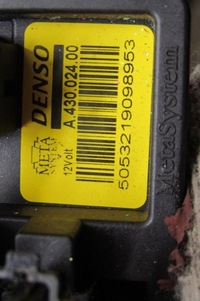 DENSO
A.430.024.00
META
SYSTEM
12Volt
5053219098953
MetaSystem